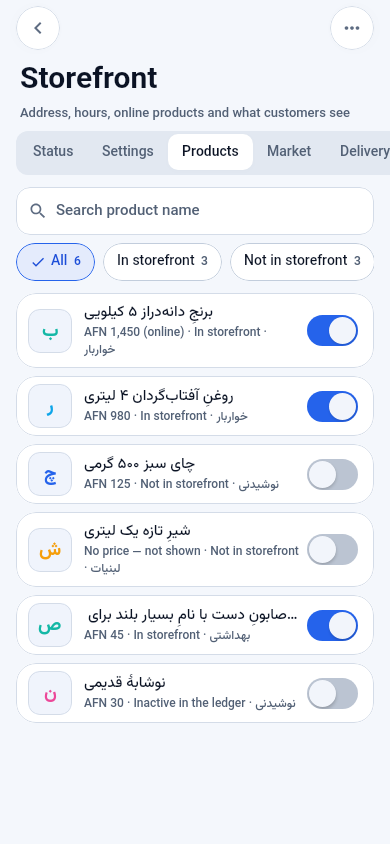 Storefront
Address, hours, online products and what customers see
Status Settings Products Market Delivery
Search product name
All 6 In storefront 3 Not in storefront 3
ب
برنجِ دانه‌دراز ۵ کیلویی
AFN 1,450 (online) · In storefront ·
خواربار
ر
روغنِ آفتاب‌گردان ۴ لیتری
AFN 980 · In storefront · خواربار
چ
چای سبز ۵۰۰ گرمی
AFN 125 · Not in storefront · نوشیدنی
ش
شیرِ تازه یک لیتری
No price — not shown · Not in storefront
· لبنیات
ص
صابونِ دست با نامِ بسیار بلند برای…
AFN 45 · In storefront · بهداشتی
ن
نوشابهٔ قدیمی
AFN 30 · Inactive in the ledger · نوشیدنی